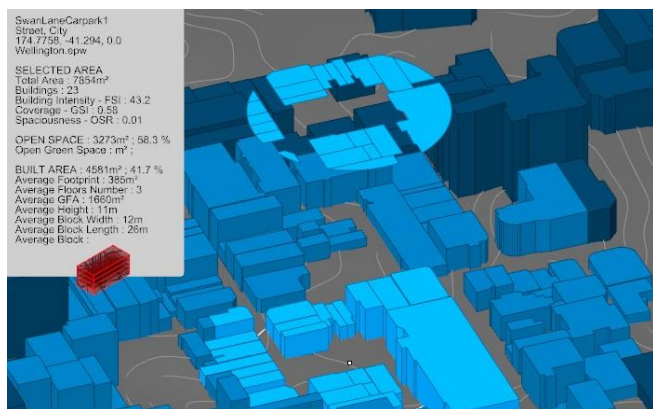 SwanLaneCarpark1
Street, City
174.7758, -41.294, 0.0
Wellington.epw
SELECTED AREA
Total Area : 7854m²
Buildings : 23
Building Intensity - FSI : 43.2
Coverage - GSI : 0.58
Spaciousness - OSR : 0.01
OPEN SPACE : 3273m² ; 58.3 %
Open Green Space : m² ;
BUILT AREA : 4581m² ; 41.7 %
Average Footprint : 385m²
Average Floors Number : 3
Average GFA : 1660m²
Average Height : 11m
Average Block Width : 12m
Average Block Length : 26m
Average Block :